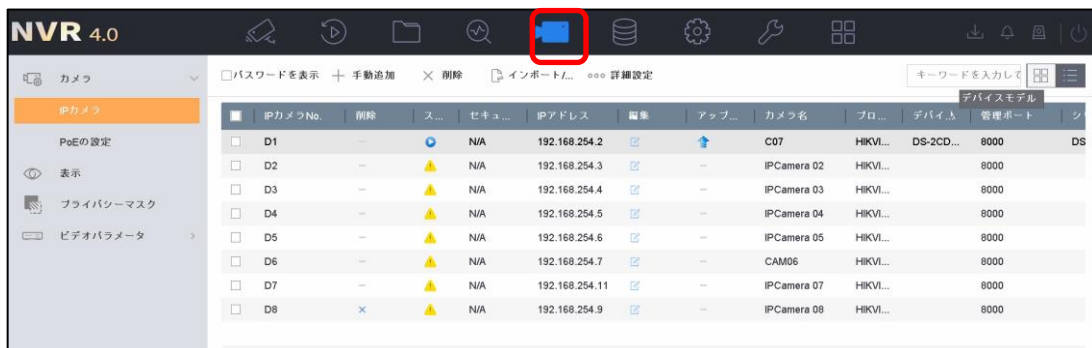 NVR 4.0
カメラ
IPカメラ
PoEの設定
表示
プライバシーマスク
ビデオパラメータ
パスワードを表示 手動追加 削除 インポート/... 詳細設定
キーワードを入力して
デバイスモデル
IPカメラNo. 削除 ス... セキュ... IPアドレス 編集 アップ... カメラ名 プロ... デバイ... 管理ポート シリ
D1 — N/A 192.168.254.2 C07 HIKVI... DS-2CD... 8000 DS
D2 — N/A 192.168.254.3 — IPCamera 02 HIKVI... 8000
D3 — N/A 192.168.254.4 — IPCamera 03 HIKVI... 8000
D4 — N/A 192.168.254.5 — IPCamera 04 HIKVI... 8000
D5 — N/A 192.168.254.6 — IPCamera 05 HIKVI... 8000
D6 — N/A 192.168.254.7 — CAM06 HIKVI... 8000
D7 — N/A 192.168.254.11 — IPCamera 07 HIKVI... 8000
D8 × N/A 192.168.254.9 — IPCamera 08 HIKVI... 8000